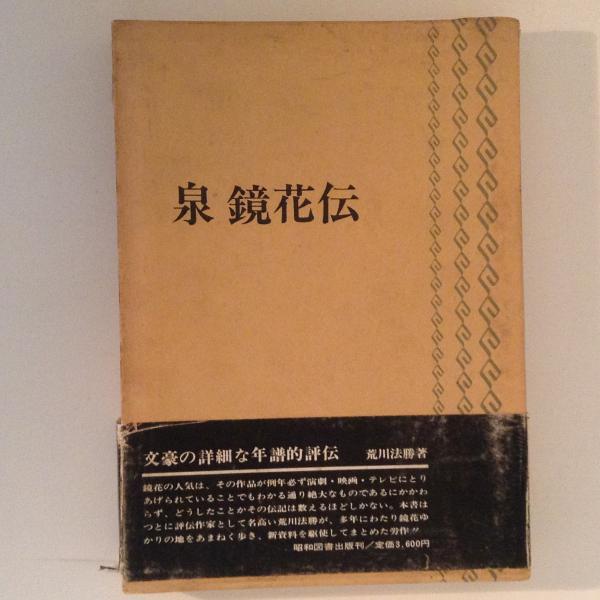 泉 鏡花伝
文豪の詳細な年譜的評伝 荒川法勝著
鏡花の人気は、その作品が例年必ず演劇・映画・テレビにとり
あげられていることでもわかる通り絶大なものであるにかかわ
らず、どうしたことかその伝記は数えるほどしかない。本書は
つとに評伝作家として名高い荒川法勝が、多年にわたり鏡花ゆ
かりの地をあまねく歩き、新資料を駆使してまとめた労作!!
昭和図書出版刊/定価3,600円